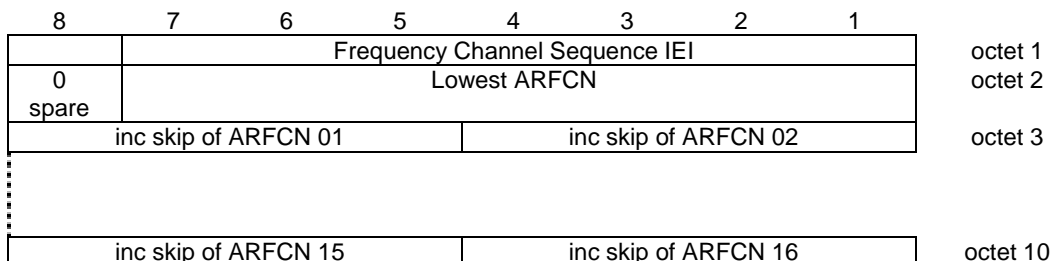 8 7 6 5 4 3 2 1
Frequency Channel Sequence IEI octet 1
0 Lowest ARFCN octet 2
spare
inc skip of ARFCN 01 inc skip of ARFCN 02 octet 3
inc skip of ARFCN 15 inc skip of ARFCN 16 octet 10